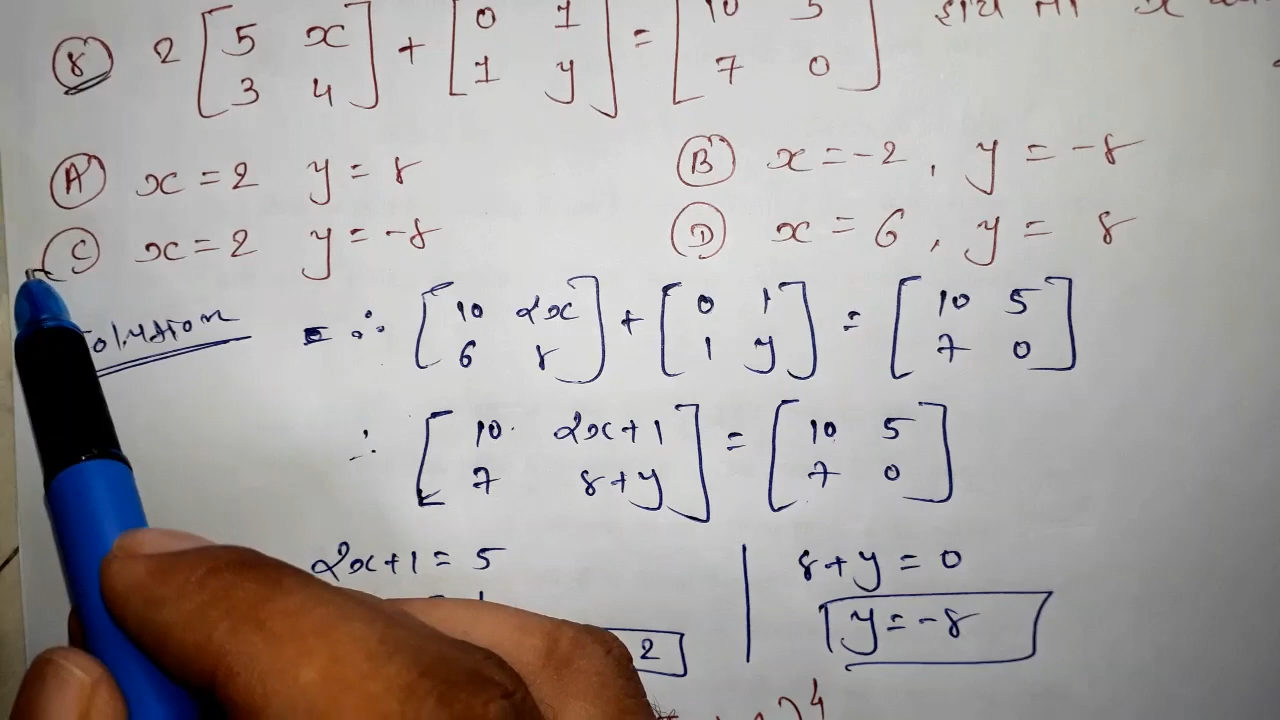 (8) 2 [5 x; 3 4] + [0 1; 1 y] = [10 5; 7 0] હોય તો x
(A) x = 2 y = 8
(B) x = -2, y = -8
(C) x = 2 y = -8
(D) x = 6, y = 8
Solution ∴ [10 2x; 6 8] + [0 1; 1 y] = [10 5; 7 0]
∴ [10 2x+1; 7 8+y] = [10 5; 7 0]
2x+1 = 5
2
8+y = 0
y = -8